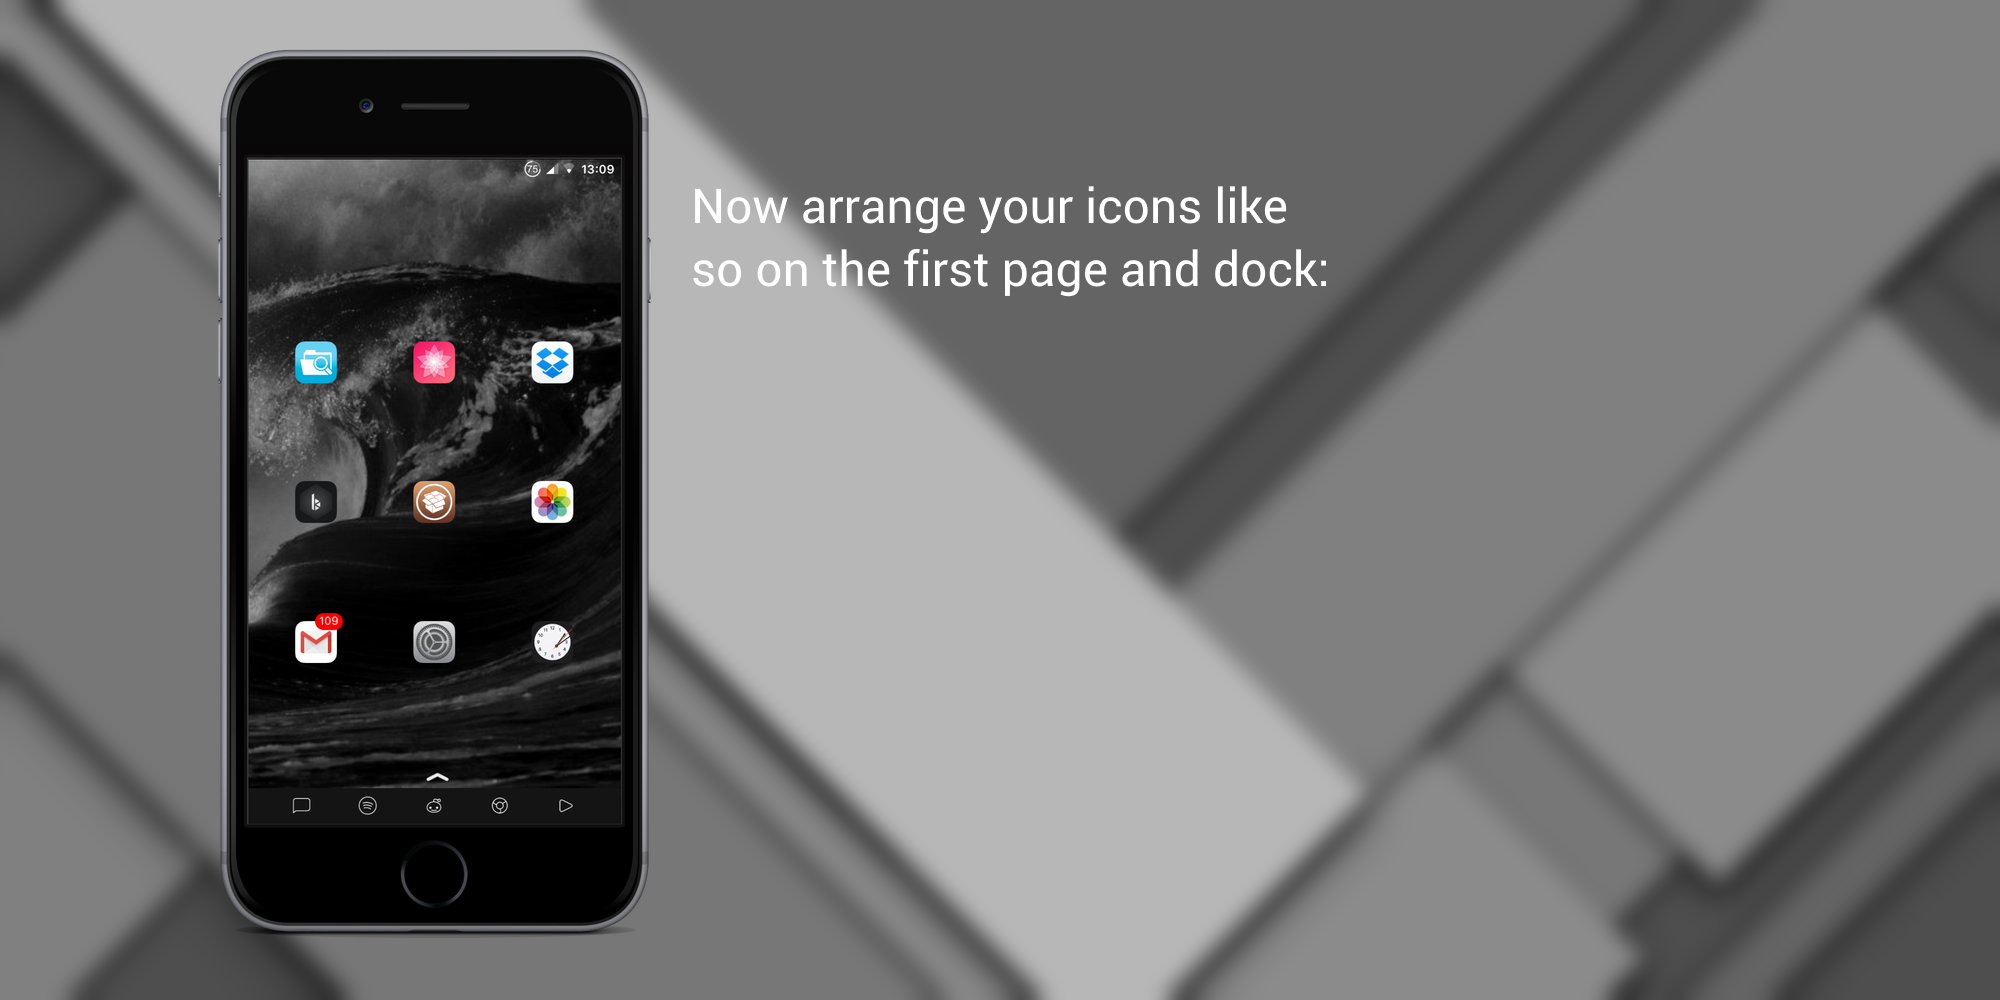 75 13:09
Now arrange your icons like
so on the first page and dock:
b
109